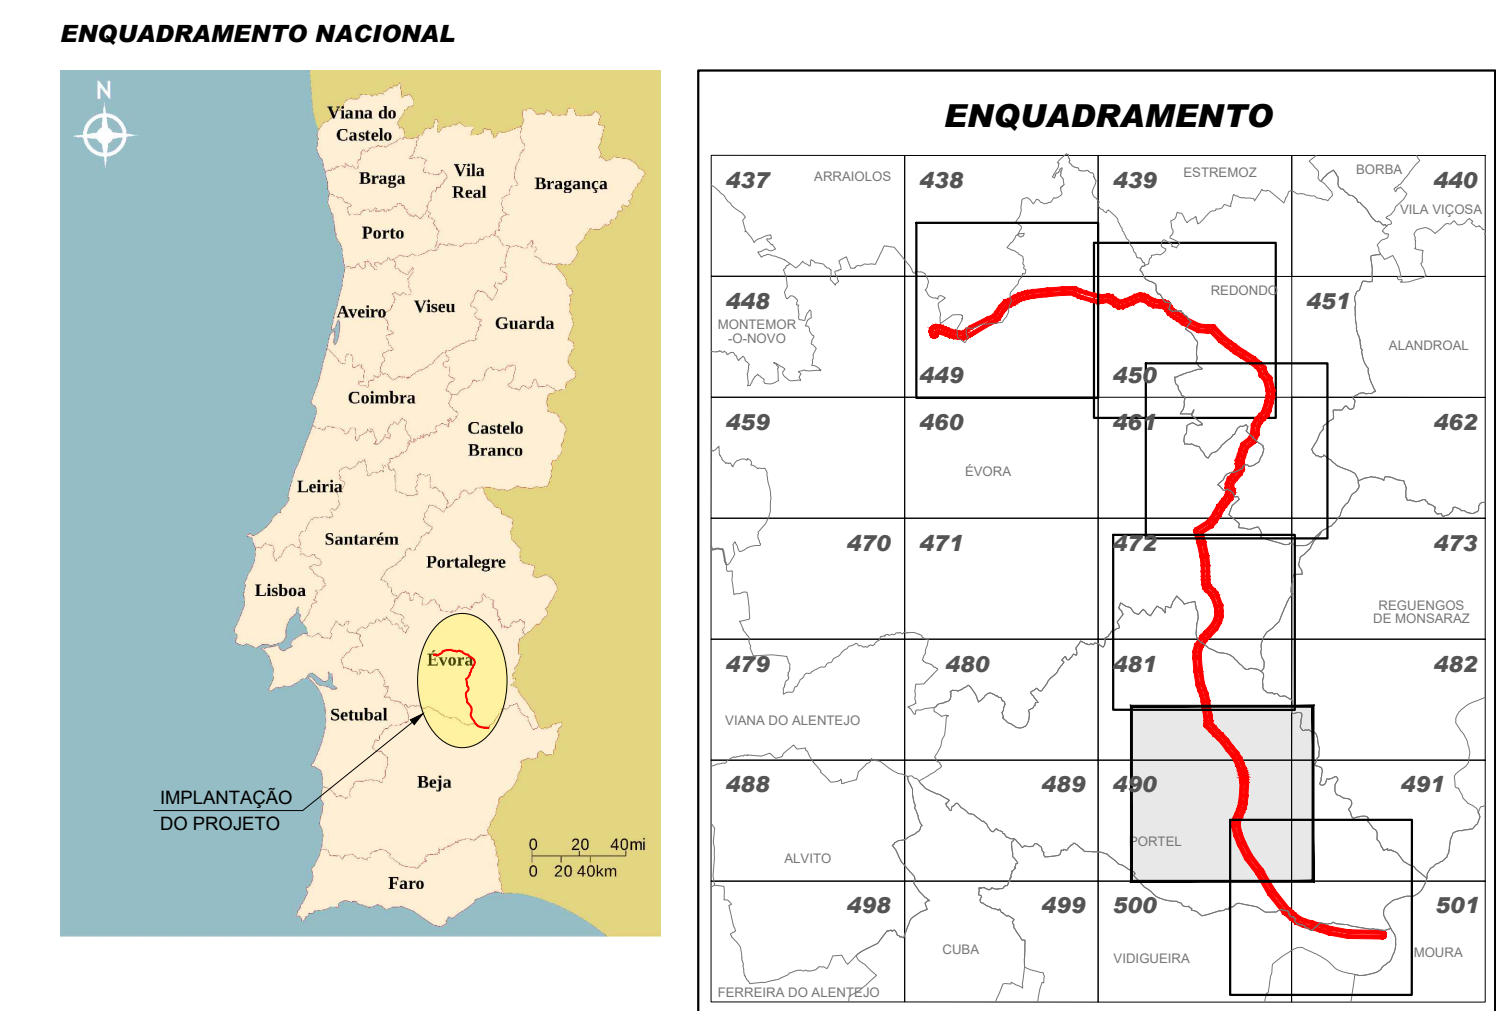 ENQUADRAMENTO NACIONAL
N
Viana do
Castelo
Braga
Vila
Real
Bragança
Porto
Aveiro
Viseu
Guarda
Coimbra
Castelo
Branco
Leiria
Santarém
Portalegre
Lisboa
Évora
Setubal
Beja
IMPLANTAÇÃO
DO PROJETO
0 20 40mi
0 20 40km
Faro
ENQUADRAMENTO
437 ARRAIOLOS 438 439 ESTREMOZ BORBA 440
VILA VIÇOSA
448 REDONDO 451
MONTEMOR
-O-NOVO
ALANDROAL
449 450
459 460 461 462
ÉVORA
470 471 472 473
REGUENGOS
DE MONSARAZ
479 480 481 482
VIANA DO ALENTEJO
488 489 490 491
PORTEL
ALVITO
498 499 500 501
CUBA VIDIGUEIRA MOURA
FERREIRA DO ALENTEJO